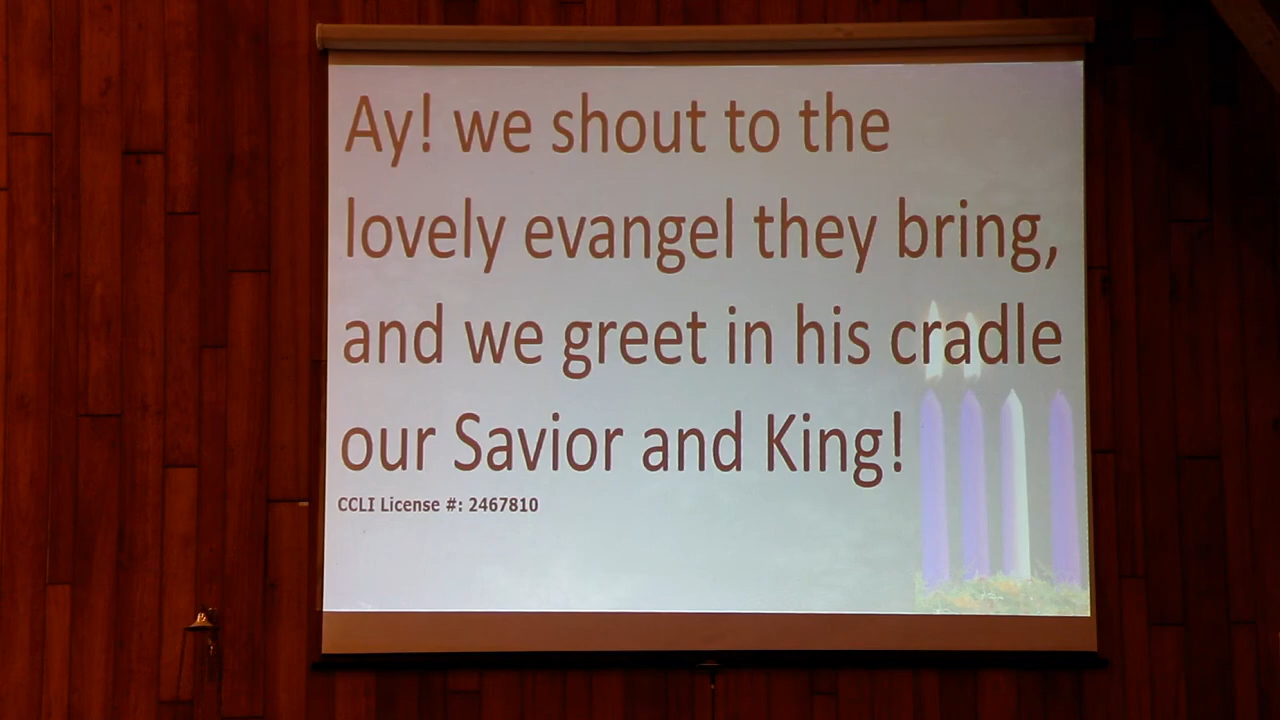 Ay! we shout to the
lovely evangel they bring,
and we greet in his cradle
our Savior and King!
CCLI License #: 2467810